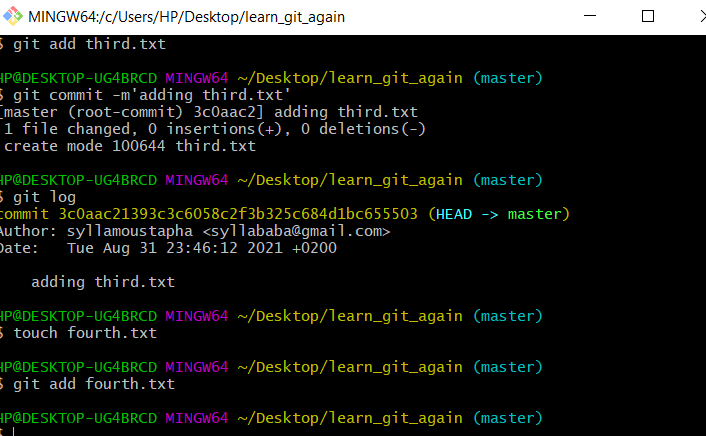 MINGW64:/c/Users/HP/Desktop/learn_git_again
$ git add third.txt
HP@DESKTOP-UG4BRCD MINGW64 ~/Desktop/learn_git_again (master)
$ git commit -m'adding third.txt'
[master (root-commit) 3c0aac2] adding third.txt
1 file changed, 0 insertions(+), 0 deletions(-)
create mode 100644 third.txt
HP@DESKTOP-UG4BRCD MINGW64 ~/Desktop/learn_git_again (master)
$ git log
commit 3c0aac21393c3c6058c2f3b325c684d1bc655503 (HEAD -> master)
Author: syllamoustapha <syllababa@gmail.com>
Date:   Tue Aug 31 23:46:12 2021 +0200
adding third.txt
HP@DESKTOP-UG4BRCD MINGW64 ~/Desktop/learn_git_again (master)
$ touch fourth.txt
HP@DESKTOP-UG4BRCD MINGW64 ~/Desktop/learn_git_again (master)
$ git add fourth.txt
HP@DESKTOP-UG4BRCD MINGW64 ~/Desktop/learn_git_again (master)
$